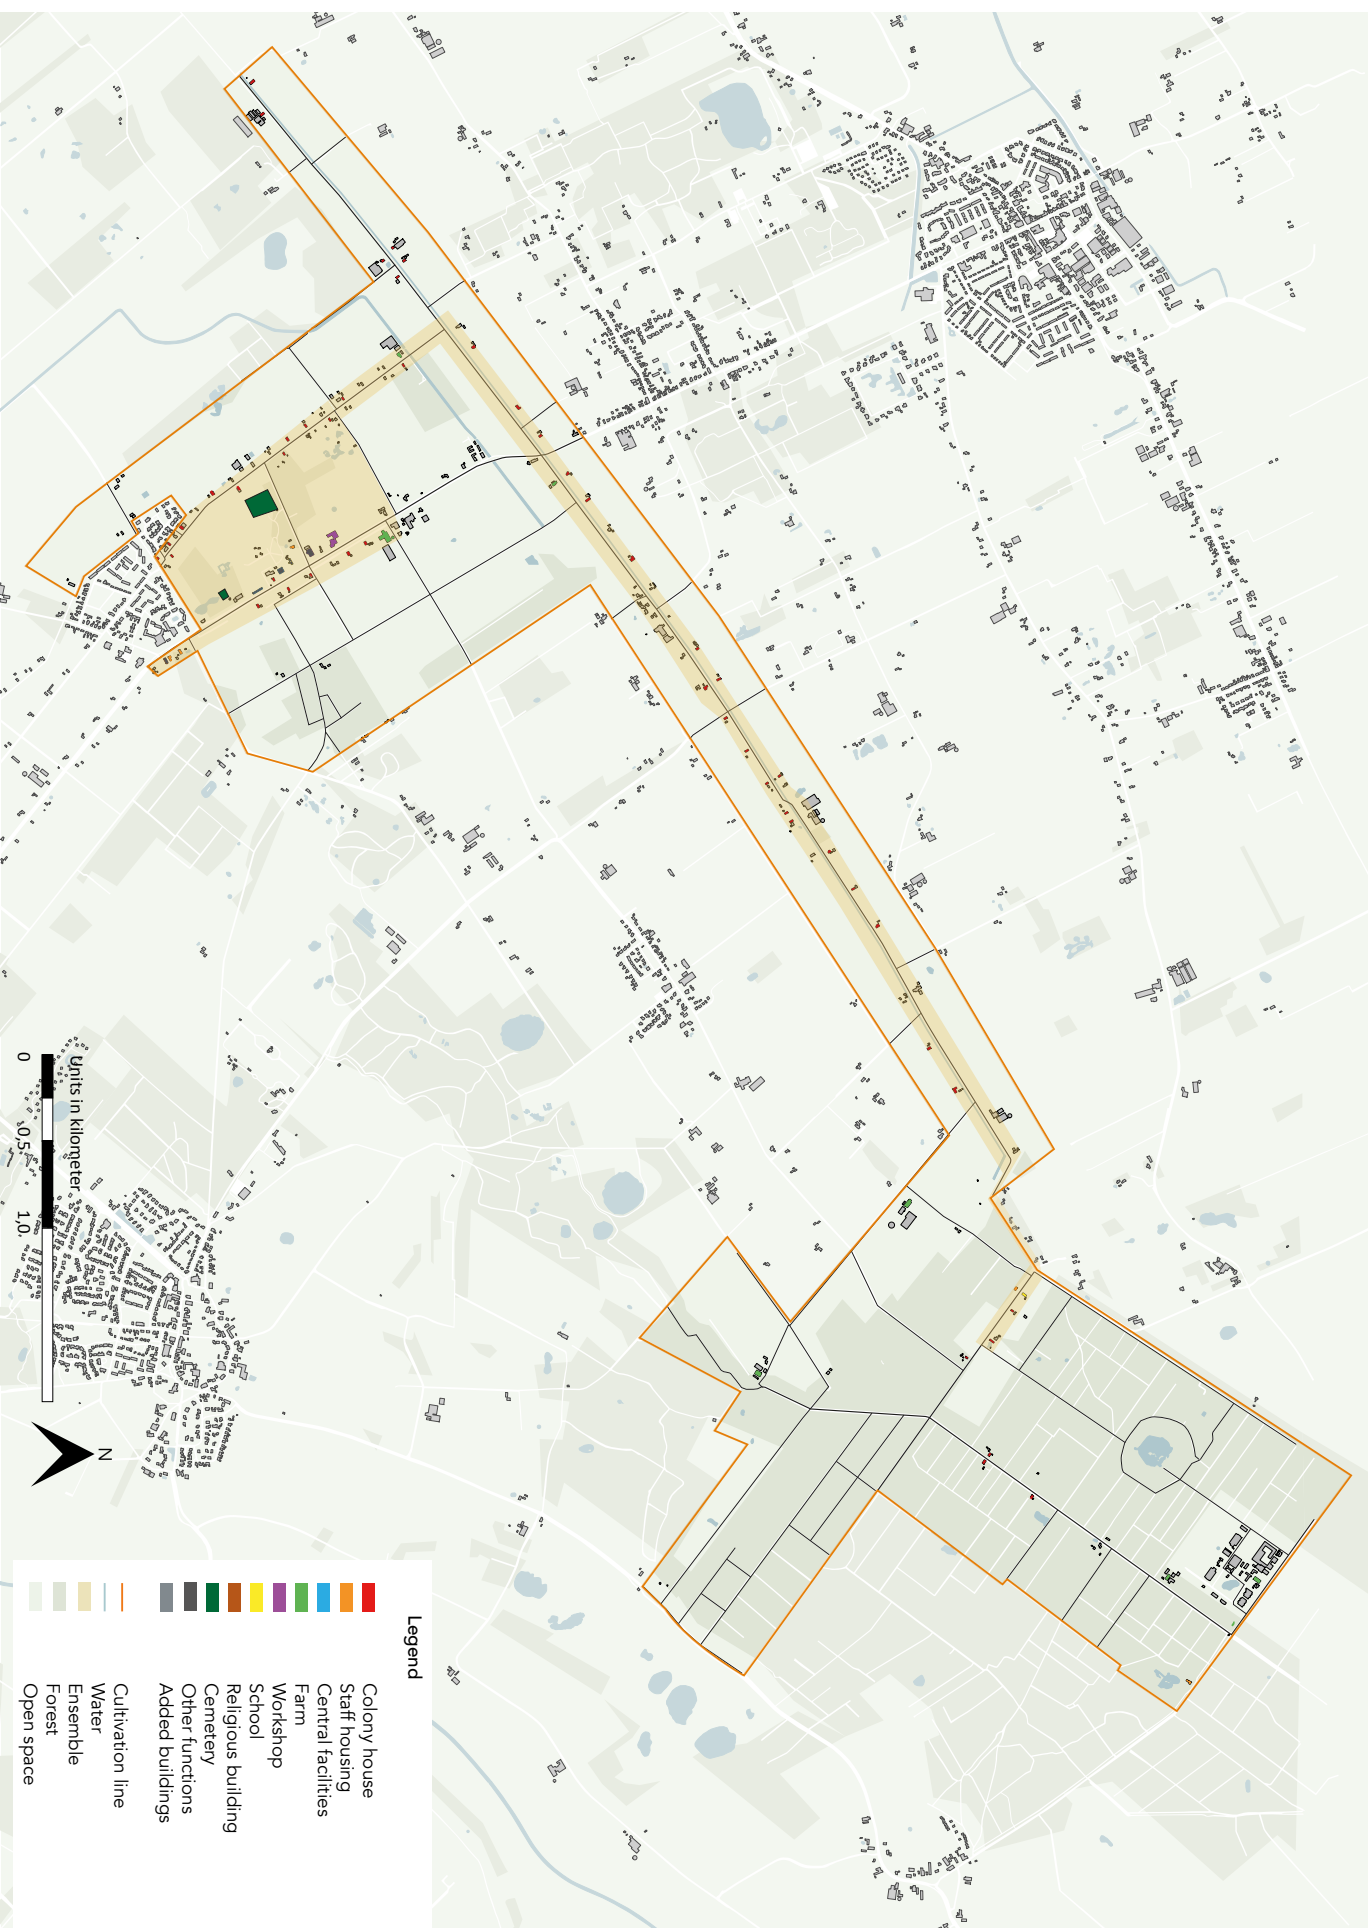 Units in kilometer
0 0,5 1,0
N
Legend
Colony house
Staff housing
Central facilities
Farm
Workshop
School
Religious building
Cemetery
Other functions
Added buildings
Cultivation line
Water
Ensemble
Forest
Open space